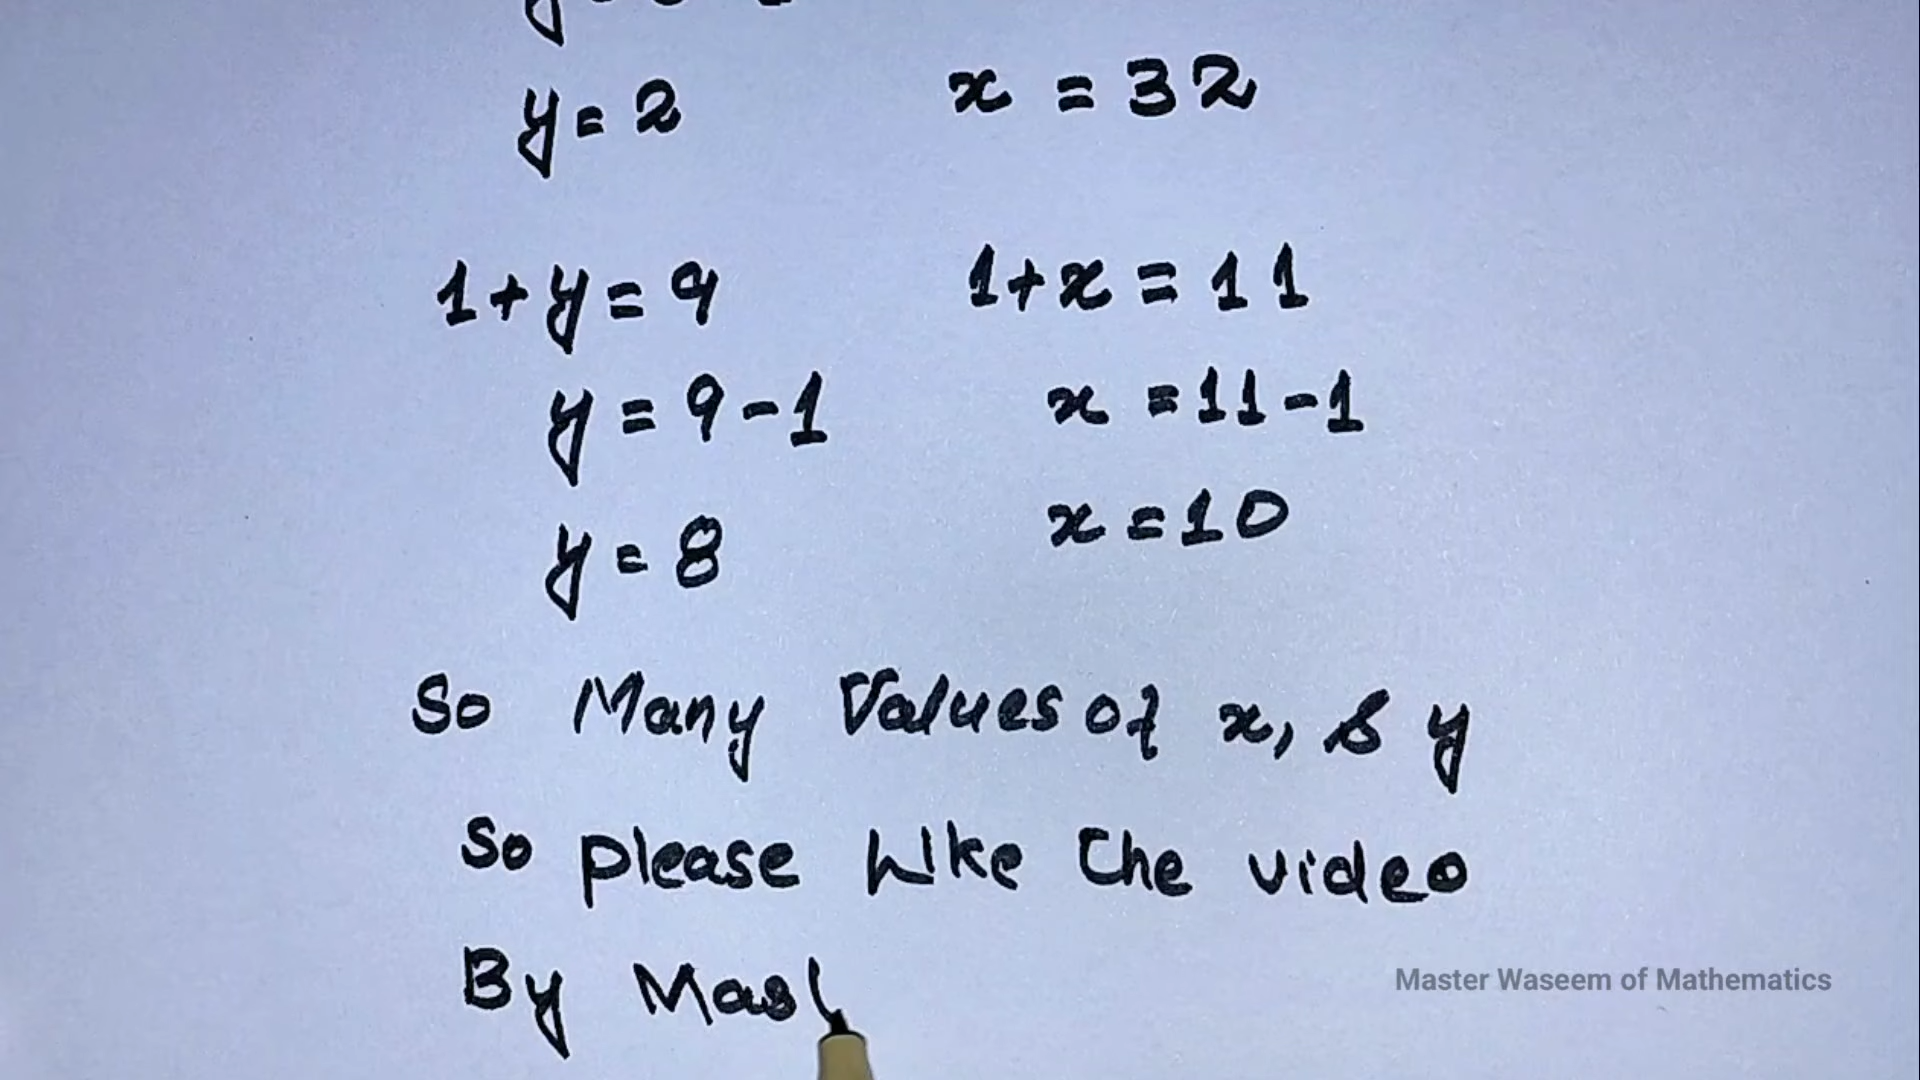 y = 2 x = 32
1 + y = 9 1 + x = 11
y = 9 - 1 x = 11 - 1
y = 8 x = 10
So Many Values of x, & y
So please Like the video
By Mas
Master Waseem of Mathematics